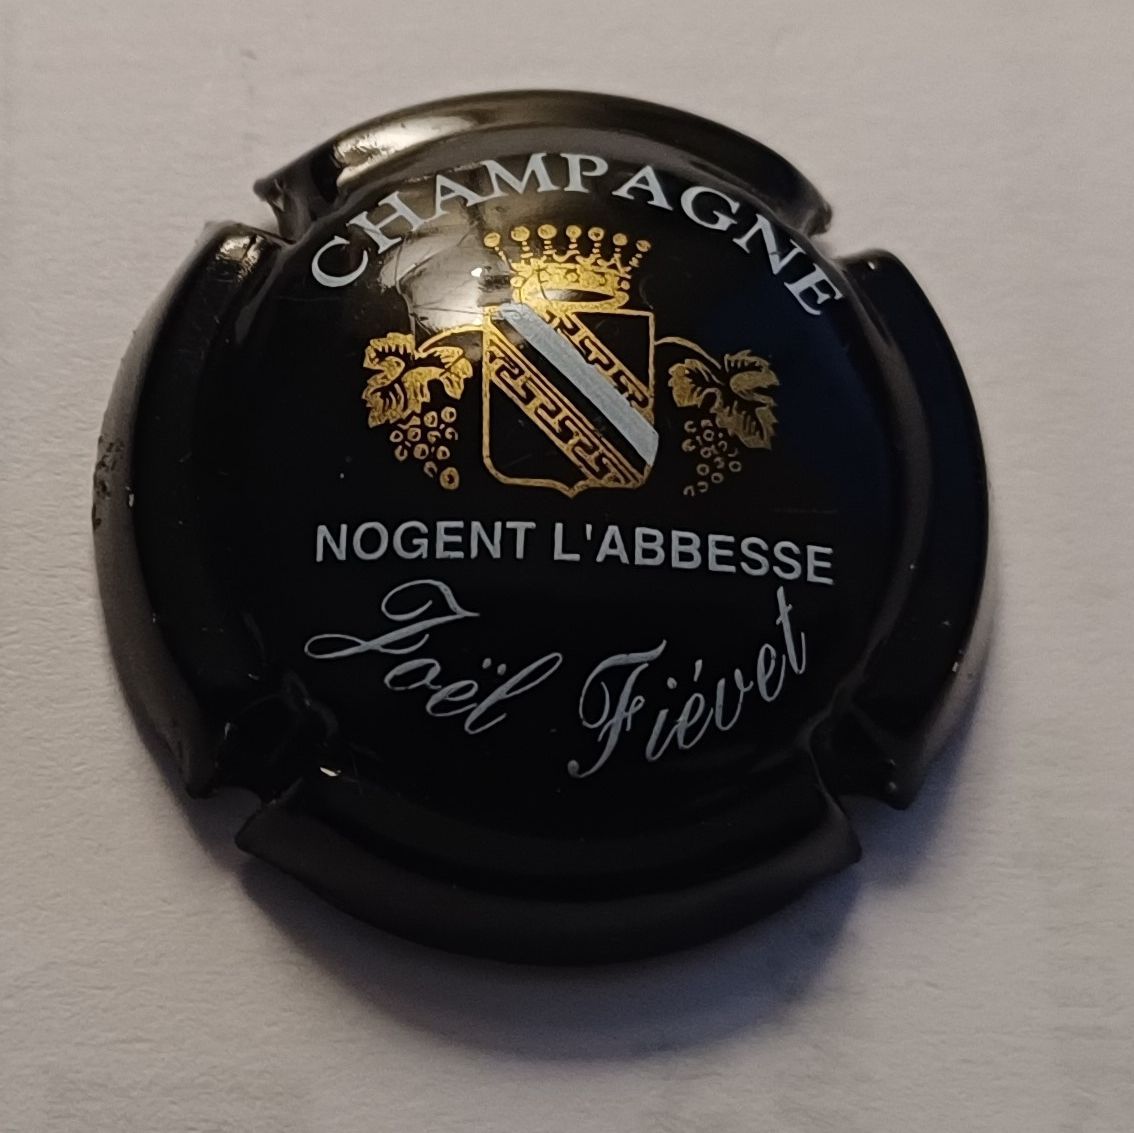 CHAMPAGNE
NOGENT L'ABBESSE
Joël Fiévet